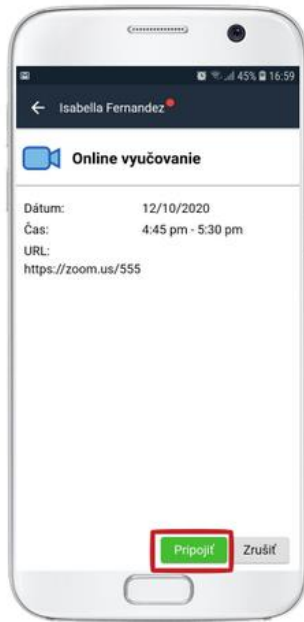 45% 16:59
Isabella Fernandez
Online vyučovanie
Dátum: 12/10/2020
Čas: 4:45 pm - 5:30 pm
URL:
https://zoom.us/555
Pripojiť Zrušiť